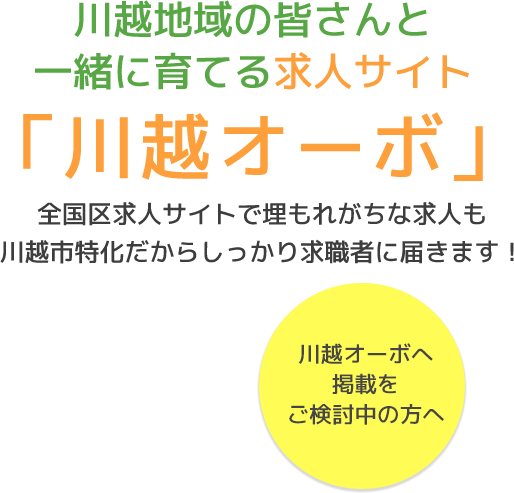 川越地域の皆さんと
一緒に育てる求人サイト
「川越オーボ」
全国区求人サイトで埋もれがちな求人も
川越市特化だからしっかり求職者に届きます！
川越オーボへ
掲載を
ご検討中の方へ